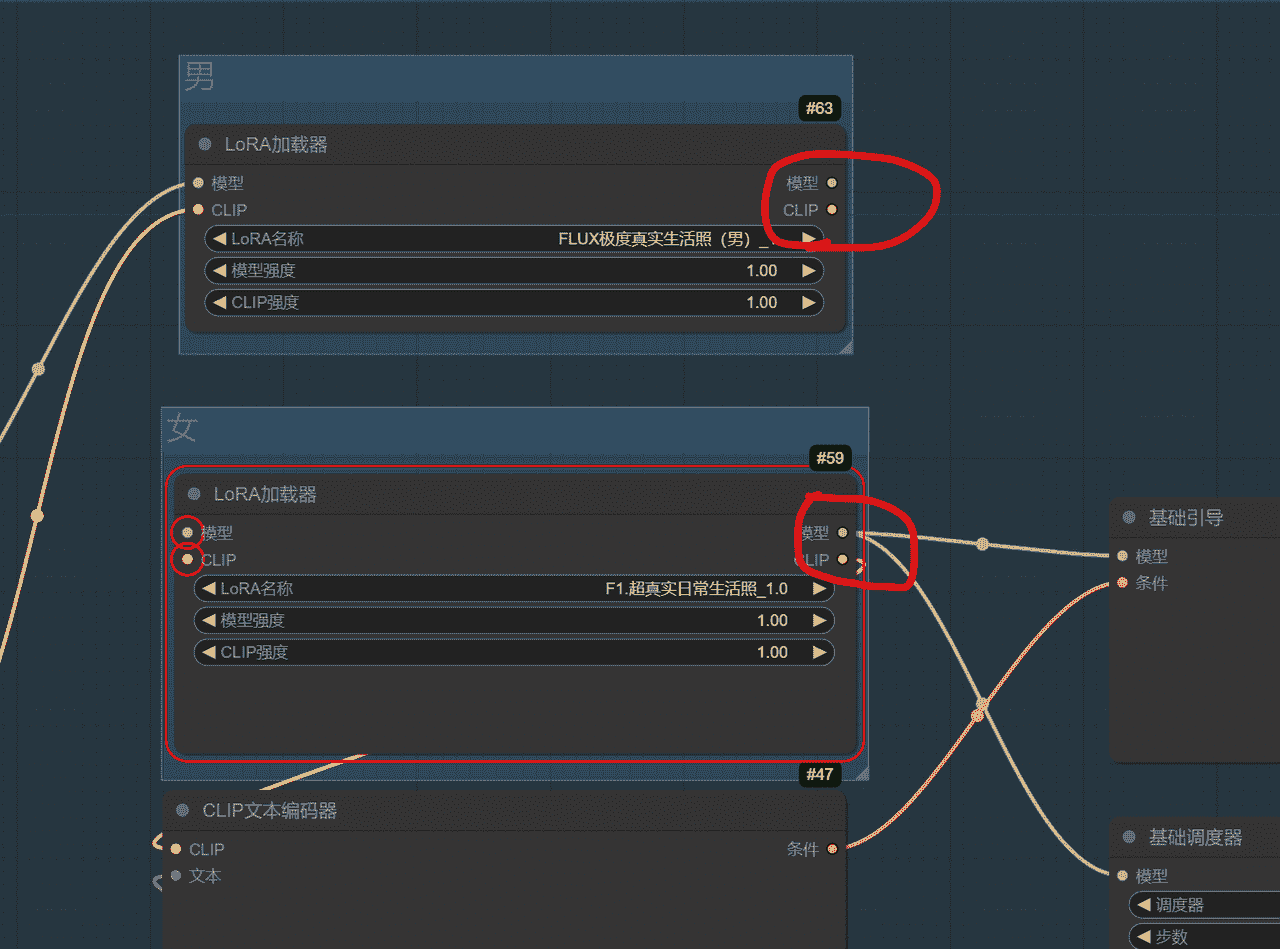 男
#63
LoRA加载器
模型 模型
CLIP CLIP
LoRA名称 FLUX极度真实生活照（男）_
模型强度 1.00
CLIP强度 1.00
女
#59
LoRA加载器
模型 模型
CLIP CLIP
LoRA名称 F1.超真实日常生活照_1.0
模型强度 1.00
CLIP强度 1.00
#47
CLIP文本编码器
CLIP 条件
文本
基础引导
模型
条件
基础调度器
模型
调度器
步数